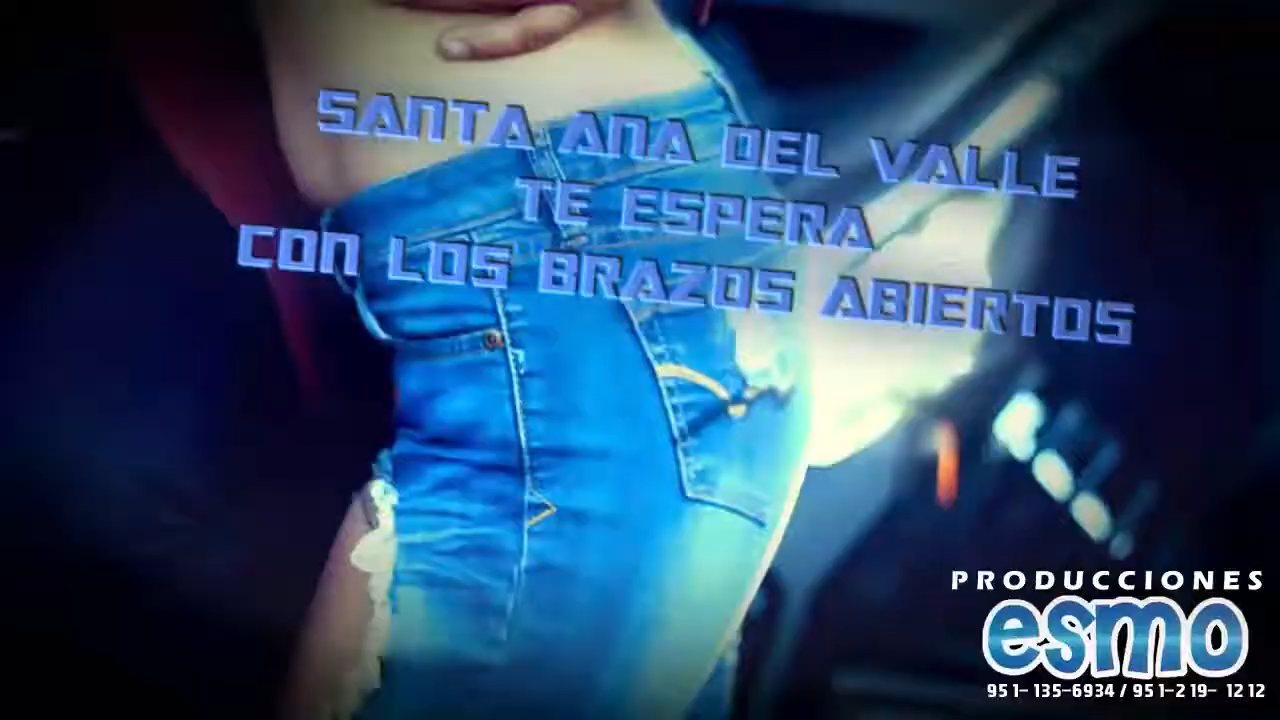 SANTA ANA DEL VALLE
TE ESPERA
CON LOS BRAZOS ABIERTOS
PRODUCCIONES
esmo
951-135-6934 / 951-219-1212